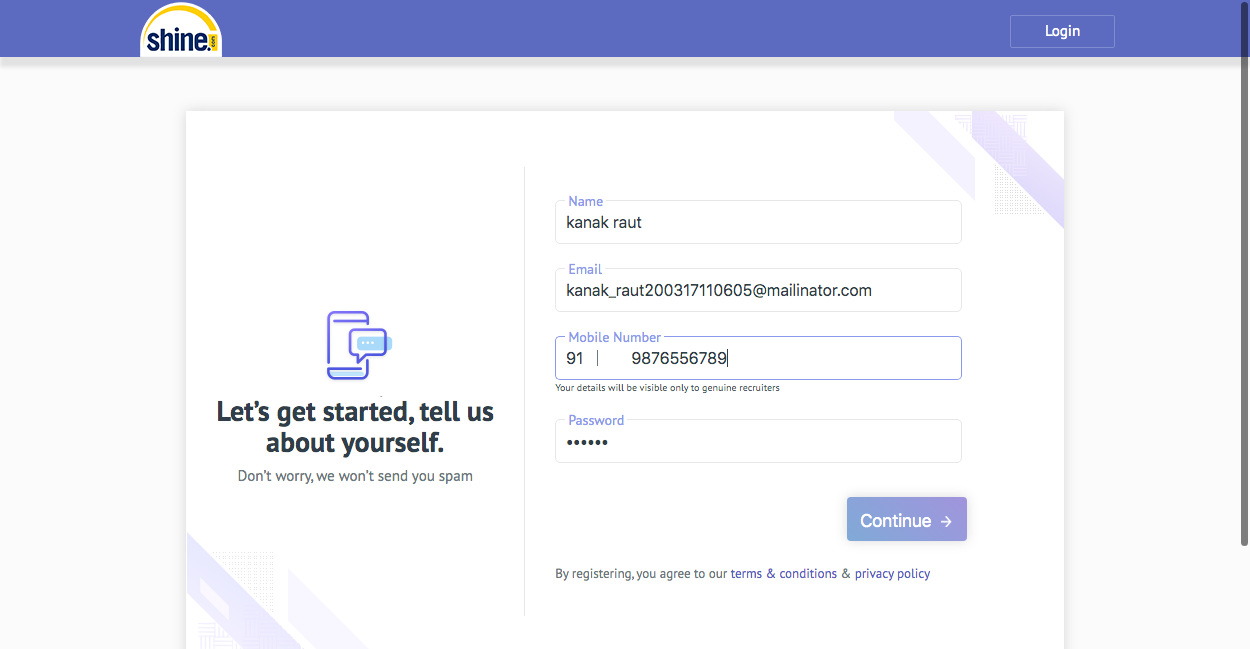 shine.com
Login
Name
kanak raut
Email
kanak_raut200317110605@mailinator.com
Mobile Number
91 | 9876556789
Your details will be visible only to genuine recruiters
Password
••••••
Let's get started, tell us
about yourself.
Don't worry, we won't send you spam
Continue →
By registering, you agree to our terms & conditions & privacy policy